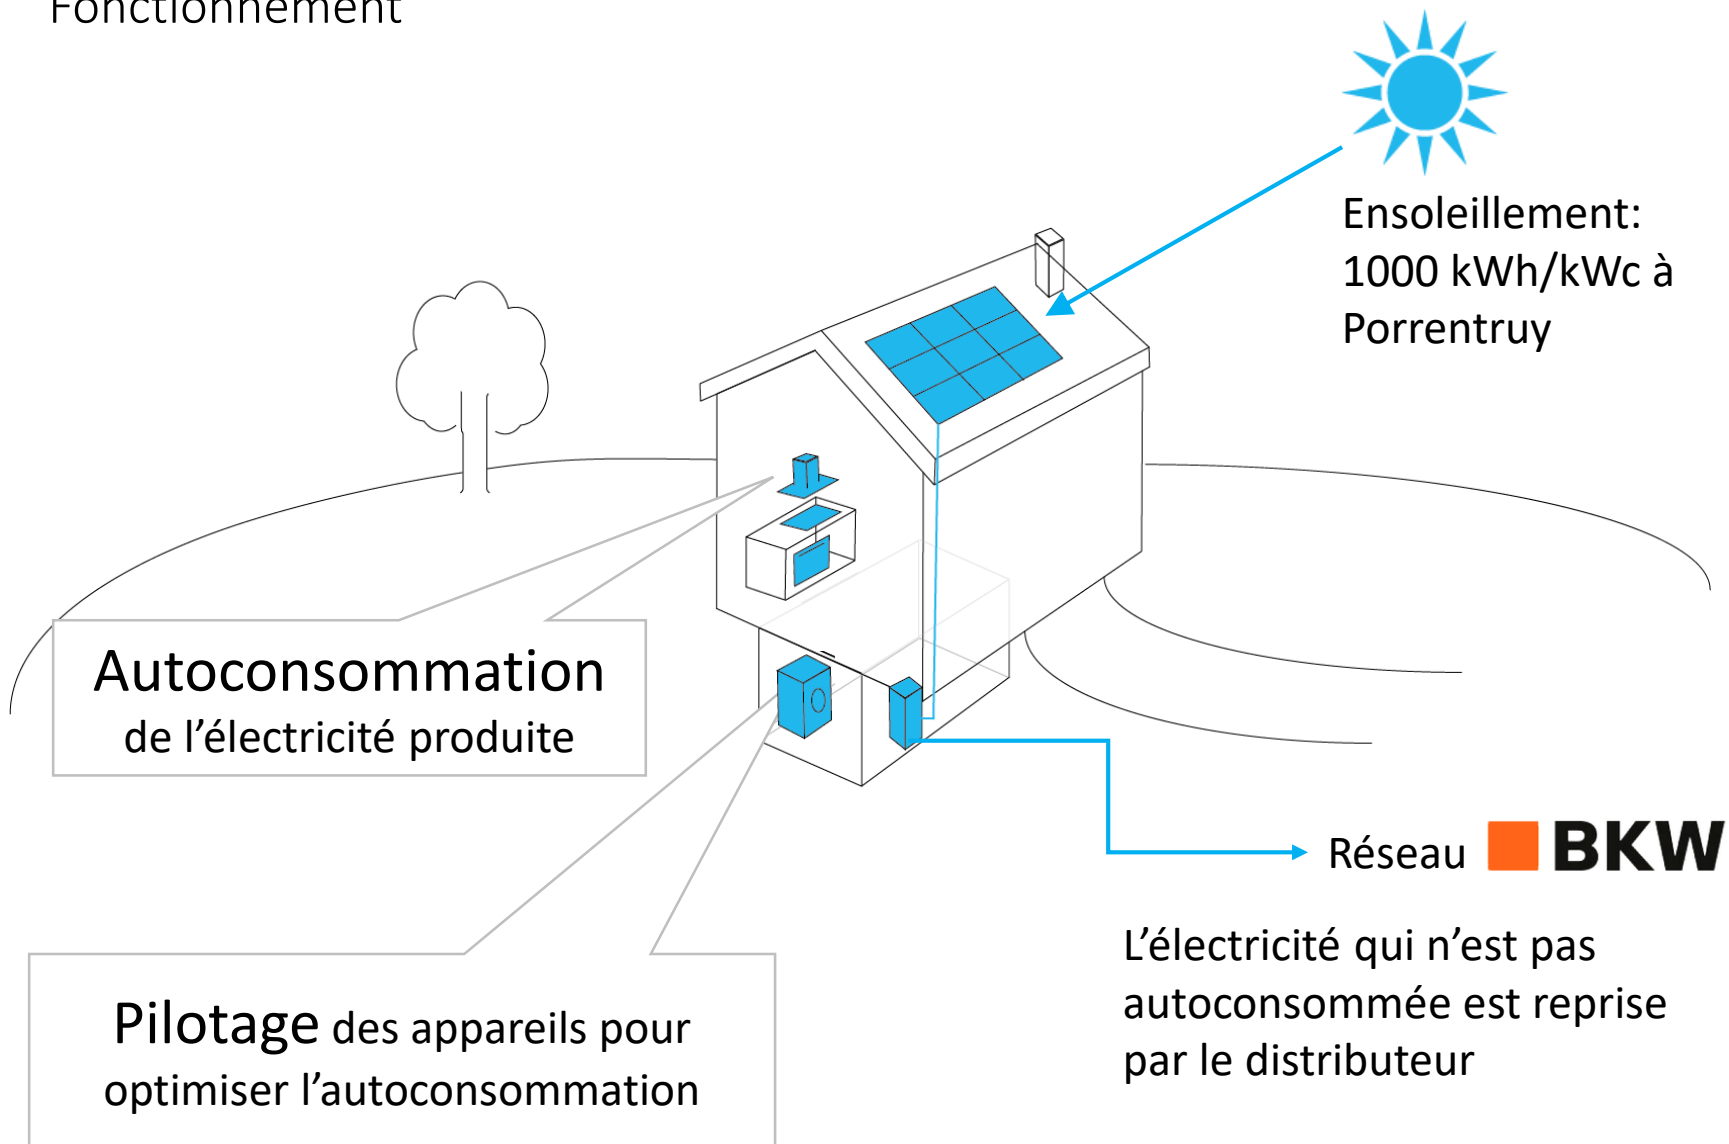 Fonctionnement
Ensoleillement:
1000 kWh/kWc à
Porrentruy
Autoconsommation
de l’électricité produite
Réseau BKW
L’électricité qui n’est pas
autoconsommée est reprise
par le distributeur
Pilotage des appareils pour
optimiser l’autoconsommation